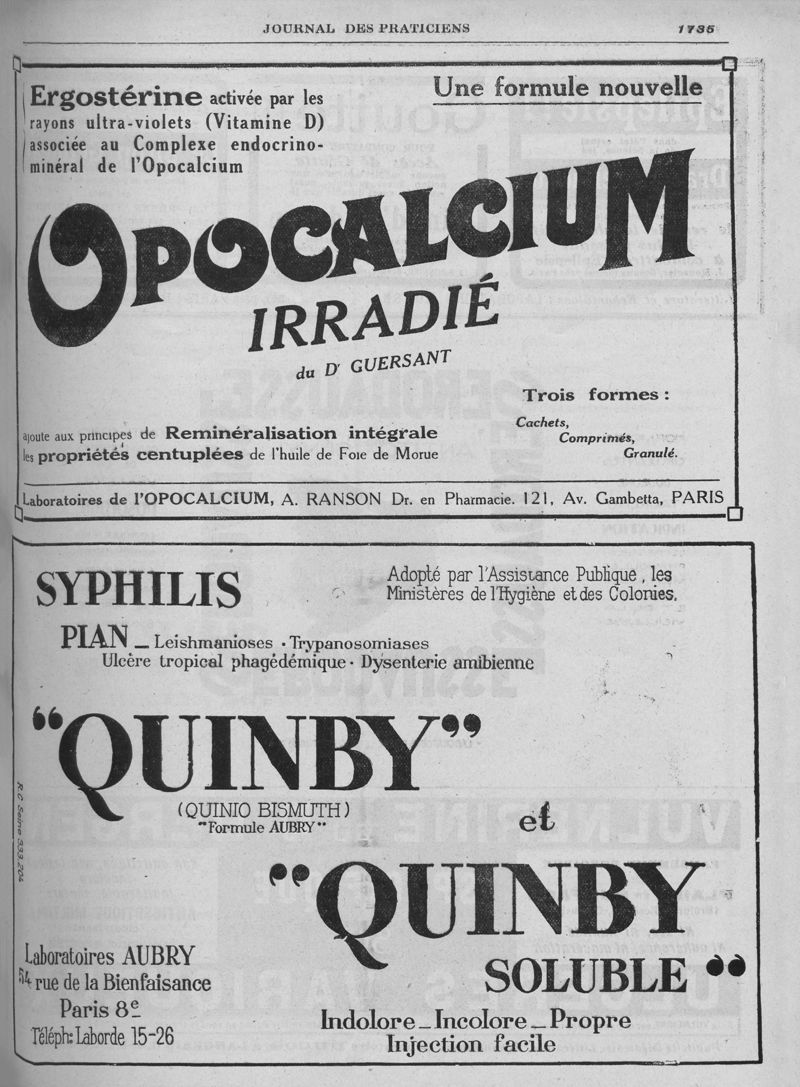 JOURNAL DES PRATICIENS 1735
Ergostérine activée par les
rayons ultra-violets (Vitamine D)
associée au Complexe endocrino-
minéral de l'Opocalcium
Une formule nouvelle
OPOCALCIUM
IRRADIÉ
du Dr GUERSANT
Trois formes :
Cachets,
Comprimés,
Granulé.
ajoute aux principes de Reminéralisation intégrale
les propriétés centuplées de l'huile de Foie de Morue
Laboratoires de l'OPOCALCIUM, A. RANSON Dr. en Pharmacie. 121, Av. Gambetta, PARIS
SYPHILIS
Adopté par l'Assistance Publique, les
Ministères de l'Hygiène et des Colonies.
PIAN _ Leishmanioses · Trypanosomiases
Ulcère tropical phagédémique · Dysenterie amibienne
"QUINBY"
(QUINIO BISMUTH)
"Formule AUBRY"
et
"QUINBY
SOLUBLE "
R.C. Seine 333.204
Laboratoires AUBRY
54 rue de la Bienfaisance
Paris 8e
Téléph: Laborde 15-26
Indolore _ Incolore _ Propre
Injection facile